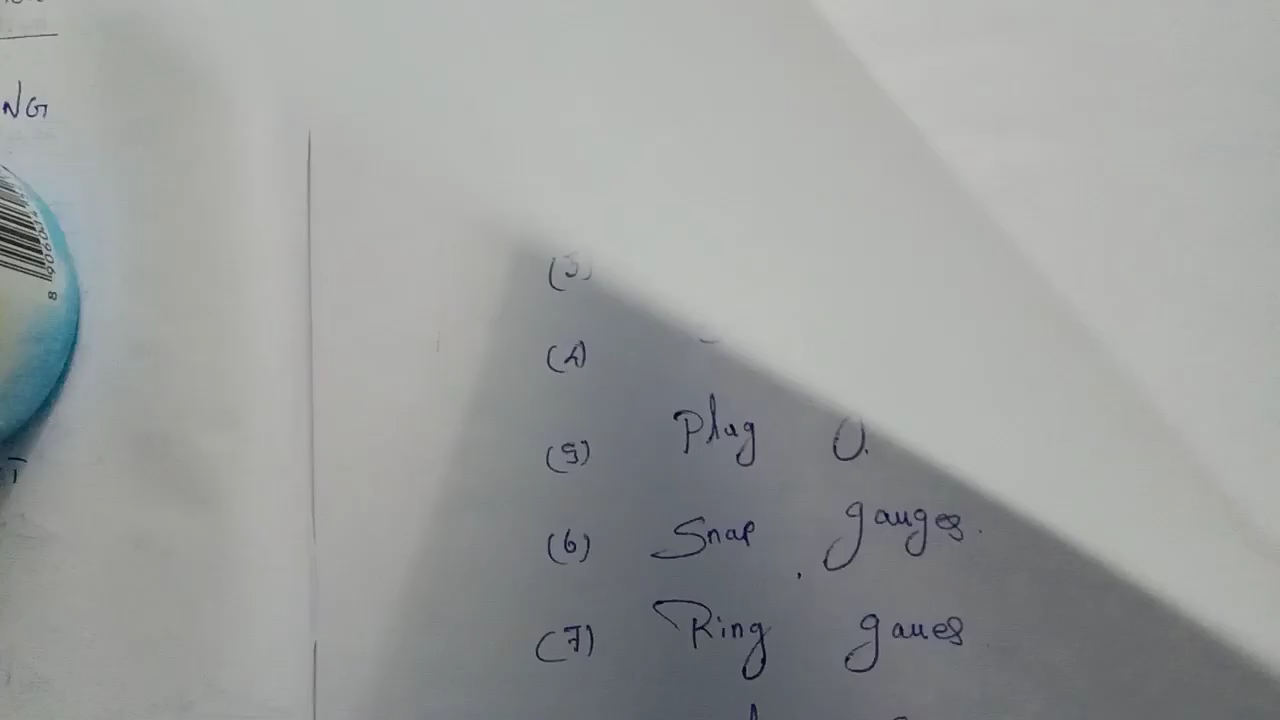 NG
(3)
(4)
(5) Plug
(6) Snap gauges.
(7) Ring gaues